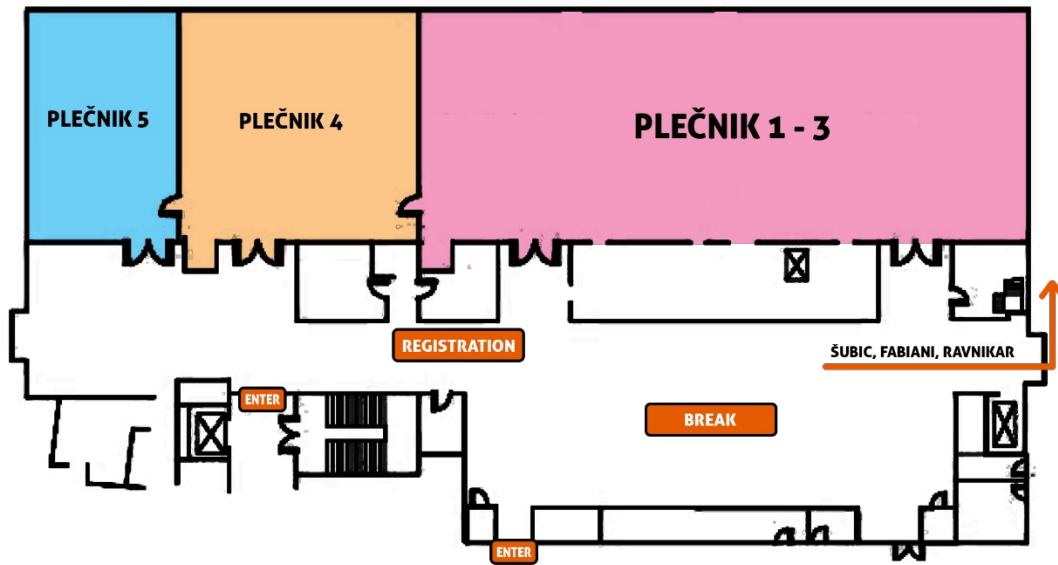 PLEČNIK 5
PLEČNIK 4
PLEČNIK 1 - 3
REGISTRATION
ŠUBIC, FABIANI, RAVNIKAR
ENTER
BREAK
ENTER